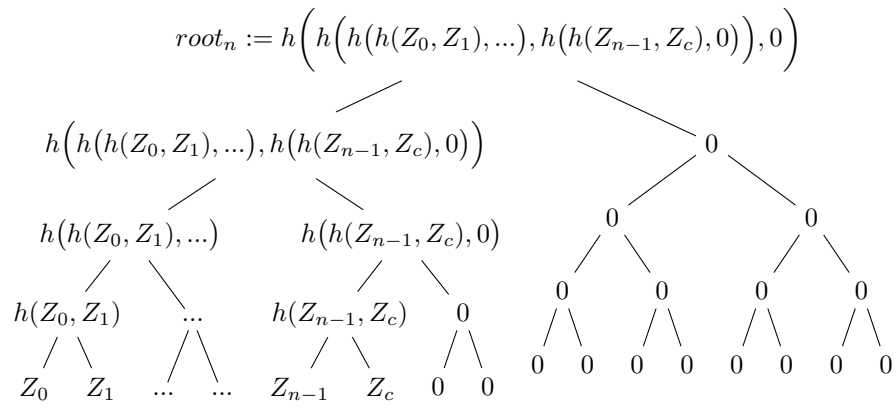 root_n := h(h(h(h(Z_0, Z_1), ...), h(h(Z_{n-1}, Z_c), 0)), 0)
h(h(h(Z_0, Z_1), ...), h(h(Z_{n-1}, Z_c), 0)) 0
h(h(Z_0, Z_1), ...) h(h(Z_{n-1}, Z_c), 0) 0 0
h(Z_0, Z_1) ... h(Z_{n-1}, Z_c) 0 0 0 0 0
Z_0 Z_1 ... ... Z_{n-1} Z_c 0 0 0 0 0 0 0 0 0 0